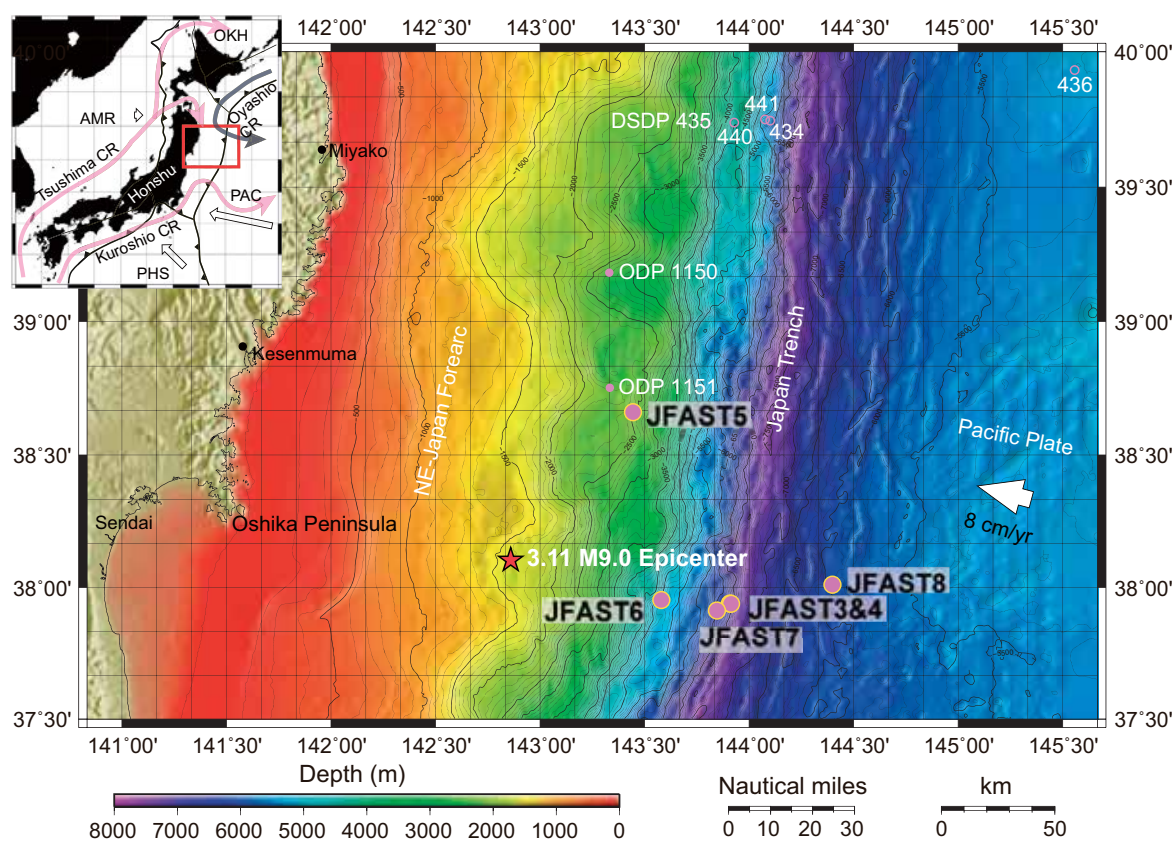 OKH
40°00'
AMR
Oyashio
CR
Tsushima CR
Honshu
PAC
Kuroshio CR
PHS
142°00'
142°30'
143°00'
143°30'
144°00'
144°30'
145°00'
145°30'
40°00'
39°30'
39°00'
38°30'
38°00'
37°30'
39°00'
38°30'
38°00'
37°30'
436
441
DSDP 435
440
434
Miyako
ODP 1150
Kesenmuma
ODP 1151
JFAST5
Japan Trench
NE-Japan Forearc
Pacific Plate
8 cm/yr
Sendai
Oshika Peninsula
3.11 M9.0 Epicenter
JFAST8
JFAST6
JFAST3&4
JFAST7
141°00'
141°30'
142°00'
142°30'
143°00'
143°30'
144°00'
144°30'
145°00'
145°30'
Depth (m)
8000 7000 6000 5000 4000 3000 2000 1000 0
Nautical miles
0 10 20 30
km
0 50